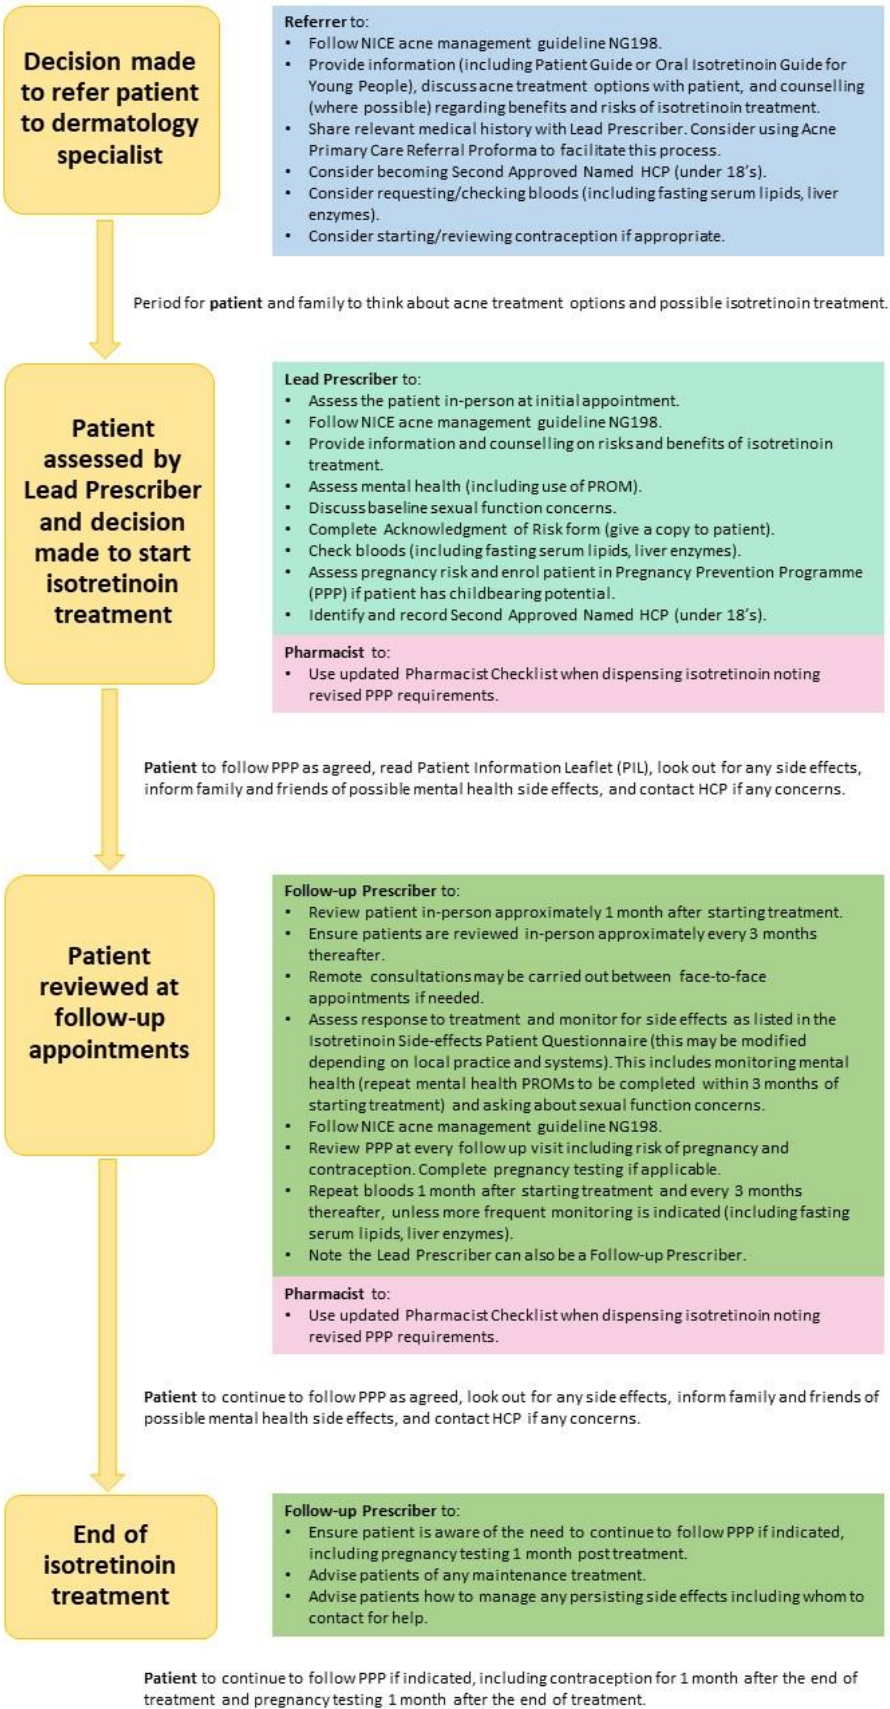 Decision made
to refer patient
to dermatology
specialist
Referrer to:
• Follow NICE acne management guideline NG198.
• Provide information (including Patient Guide or Oral Isotretinoin Guide for
Young People), discuss acne treatment options with patient, and counselling
(where possible) regarding benefits and risks of isotretinoin treatment.
• Share relevant medical history with Lead Prescriber. Consider using Acne
Primary Care Referral Proforma to facilitate this process.
• Consider becoming Second Approved Named HCP (under 18's).
• Consider requesting/checking bloods (including fasting serum lipids, liver
enzymes).
• Consider starting/reviewing contraception if appropriate.
Period for patient and family to think about acne treatment options and possible isotretinoin treatment.
Patient
assessed by
Lead Prescriber
and decision
made to start
isotretinoin
treatment
Lead Prescriber to:
• Assess the patient in-person at initial appointment.
• Follow NICE acne management guideline NG198.
• Provide information and counselling on risks and benefits of isotretinoin
treatment.
• Assess mental health (including use of PROM).
• Discuss baseline sexual function concerns.
• Complete Acknowledgment of Risk form (give a copy to patient).
• Check bloods (including fasting serum lipids, liver enzymes).
• Assess pregnancy risk and enrol patient in Pregnancy Prevention Programme
(PPP) if patient has childbearing potential.
• Identify and record Second Approved Named HCP (under 18's).
Pharmacist to:
• Use updated Pharmacist Checklist when dispensing isotretinoin noting
revised PPP requirements.
Patient to follow PPP as agreed, read Patient Information Leaflet (PIL), look out for any side effects,
inform family and friends of possible mental health side effects, and contact HCP if any concerns.
Patient
reviewed at
follow-up
appointments
Follow-up Prescriber to:
• Review patient in-person approximately 1 month after starting treatment.
• Ensure patients are reviewed in-person approximately every 3 months
thereafter.
• Remote consultations may be carried out between face-to-face
appointments if needed.
• Assess response to treatment and monitor for side effects as listed in the
Isotretinoin Side-effects Patient Questionnaire (this may be modified
depending on local practice and systems). This includes monitoring mental
health (repeat mental health PROMs to be completed within 3 months of
starting treatment) and asking about sexual function concerns.
• Follow NICE acne management guideline NG198.
• Review PPP at every follow up visit including risk of pregnancy and
contraception. Complete pregnancy testing if applicable.
• Repeat bloods 1 month after starting treatment and every 3 months
thereafter, unless more frequent monitoring is indicated (including fasting
serum lipids, liver enzymes).
• Note the Lead Prescriber can also be a Follow-up Prescriber.
Pharmacist to:
• Use updated Pharmacist Checklist when dispensing isotretinoin noting
revised PPP requirements.
Patient to continue to follow PPP as agreed, look out for any side effects, inform family and friends of
possible mental health side effects, and contact HCP if any concerns.
End of
isotretinoin
treatment
Follow-up Prescriber to:
• Ensure patient is aware of the need to continue to follow PPP if indicated,
including pregnancy testing 1 month post treatment.
• Advise patients of any maintenance treatment.
• Advise patients how to manage any persisting side effects including whom to
contact for help.
Patient to continue to follow PPP if indicated, including contraception for 1 month after the end of
treatment and pregnancy testing 1 month after the end of treatment.